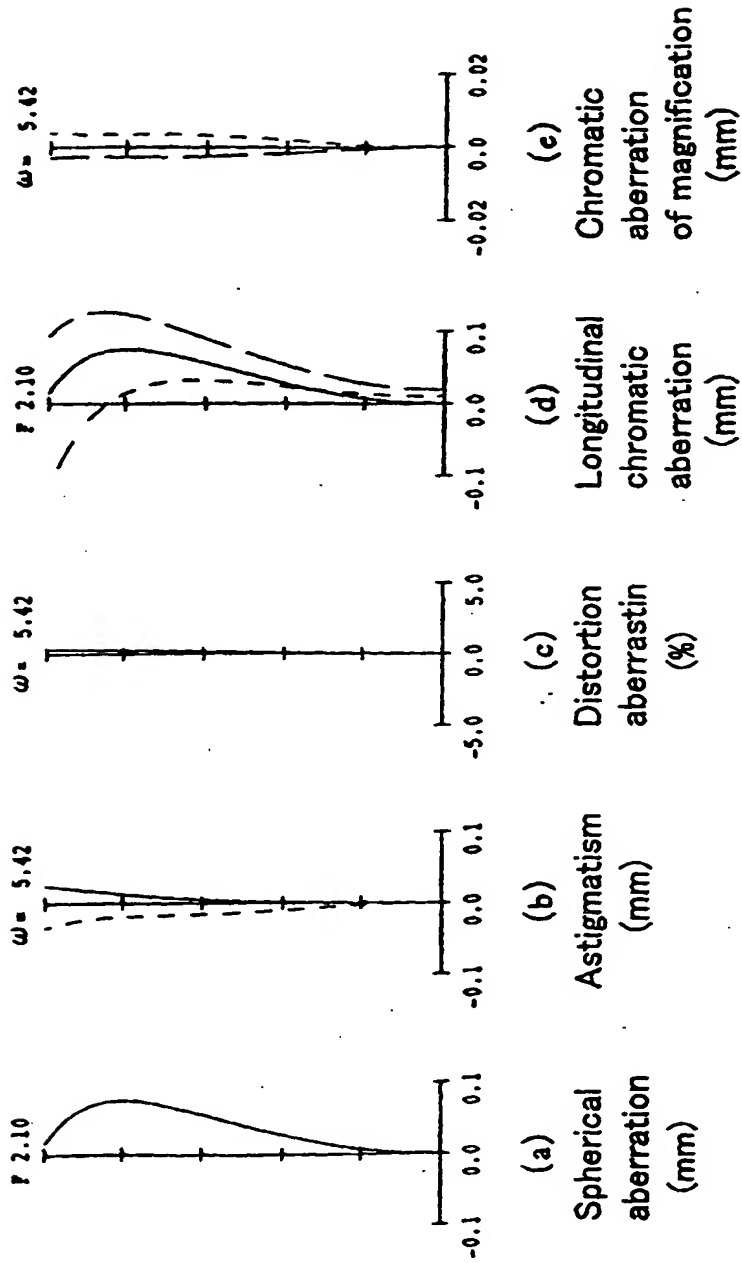 F 2.10
-0.1 0.0 0.1
(a)
Spherical
aberration
(mm)
ω= 5.42
-0.1 0.0 0.1
(b)
Astigmatism
(mm)
ω= 5.42
-5.0 0.0 5.0
(c)
Distortion
aberrastin
(%)
F 2.10
-0.1 0.0 0.1
(d)
Longitudinal
chromatic
aberration
(mm)
ω= 5.42
-0.02 0.0 0.02
(e)
Chromatic
aberration
of magnification
(mm)